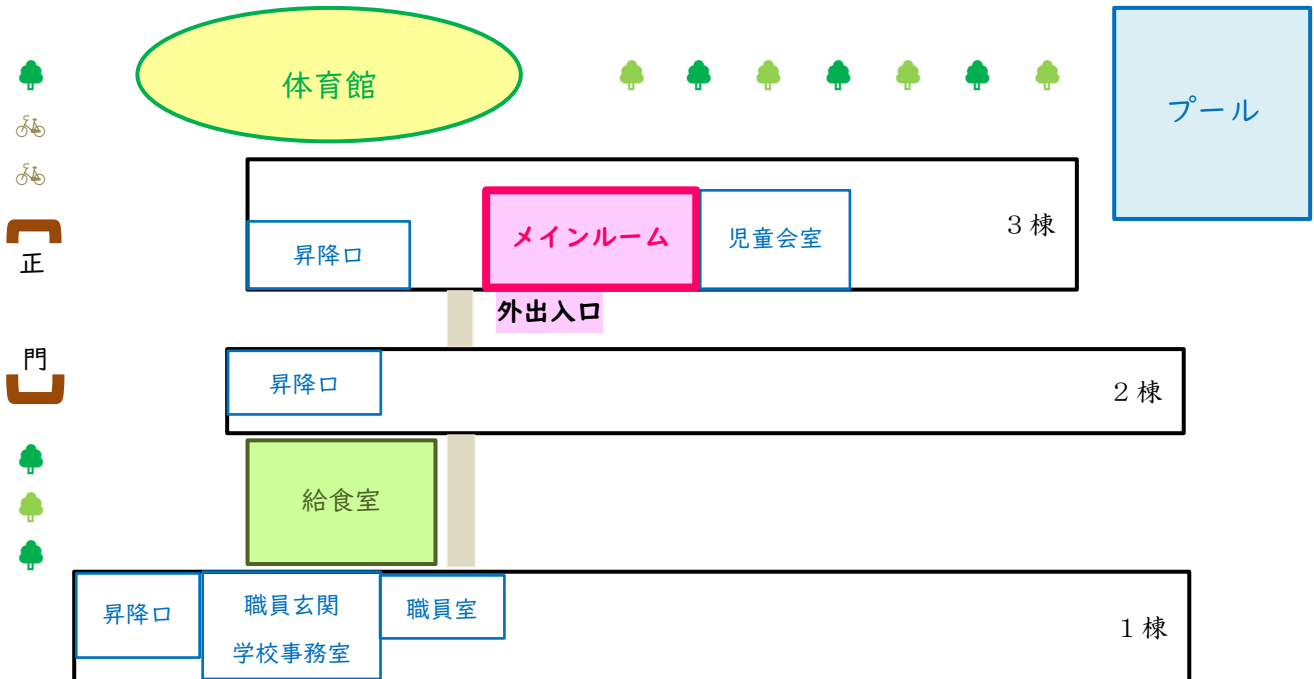 体育館
プール
3棟
メインルーム
児童会室
昇降口
正
外出入口
門
昇降口
2棟
給食室
昇降口
職員玄関
学校事務室
職員室
1棟